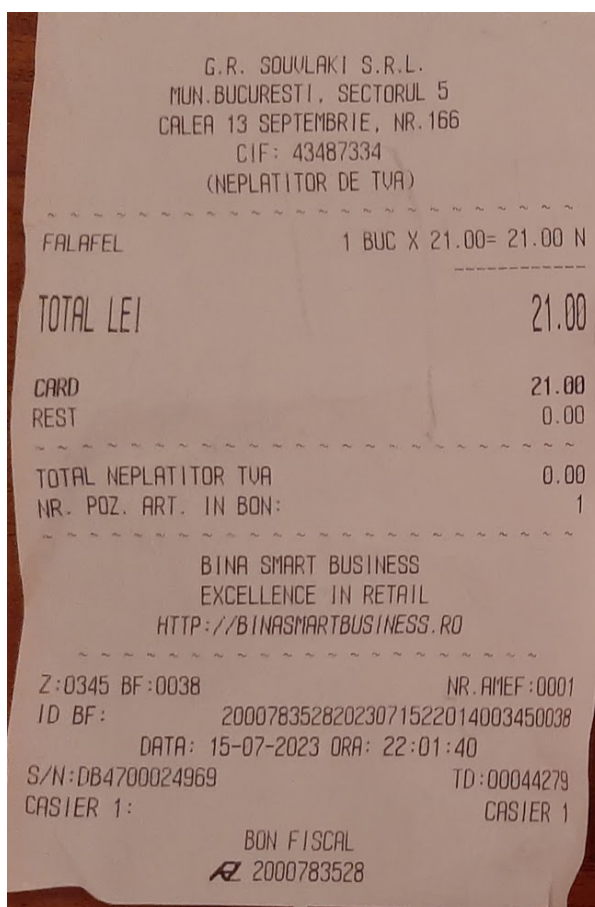 G.R. SOUVLAKI S.R.L.
MUN.BUCURESTI, SECTORUL 5
CALEA 13 SEPTEMBRIE, NR.166
CIF: 43487334
(NEPLATITOR DE TVA)
~ ~ ~ ~ ~ ~ ~ ~ ~ ~ ~ ~ ~ ~ ~ ~ ~ ~ ~ ~ ~ ~ ~ ~
FALAFEL 1 BUC X 21.00= 21.00 N
------------
TOTAL LEI 21.00
CARD 21.00
REST 0.00
~ ~ ~ ~ ~ ~ ~ ~ ~ ~ ~ ~ ~ ~ ~ ~ ~ ~ ~ ~ ~ ~ ~ ~
TOTAL NEPLATITOR TVA 0.00
NR. POZ. ART. IN BON: 1
~ ~ ~ ~ ~ ~ ~ ~ ~ ~ ~ ~ ~ ~ ~ ~ ~ ~ ~ ~ ~ ~ ~ ~
BINA SMART BUSINESS
EXCELLENCE IN RETAIL
HTTP://BINASMARTBUSINESS.RO
~ ~ ~ ~ ~ ~ ~ ~ ~ ~ ~ ~ ~ ~ ~ ~ ~ ~ ~ ~ ~
Z:0345 BF:0038 NR.AMEF:0001
ID BF: 2000783528202307152201400345​0038
DATA: 15-07-2023 ORA: 22:01:40
S/N:DB4700024969 TD:00044279
CASIER 1: CASIER 1
BON FISCAL
2000783528